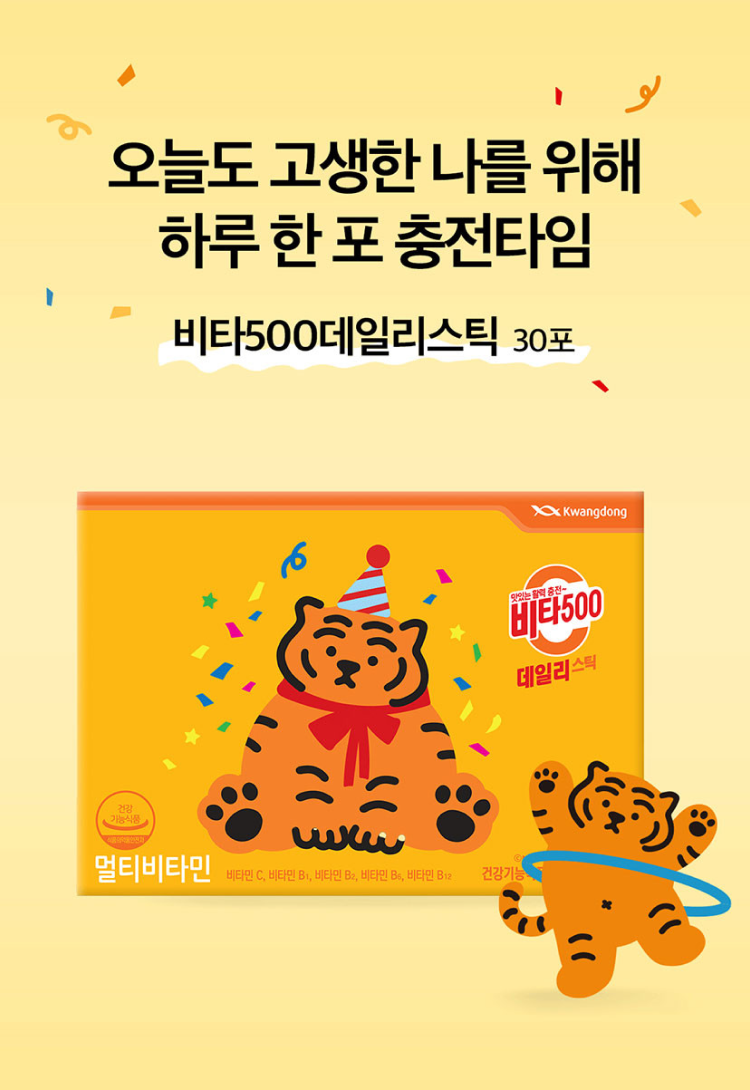 오늘도 고생한 나를 위해
하루 한 포 충전타임
비타500데일리스틱 30포
Kwangdong
맛있는 활력 충전~
비타500
데일리스틱
건강
기능식품
멀티비타민
비타민 C, 비타민 B₁, 비타민 B₂, 비타민 B₆, 비타민 B₁₂
건강기능